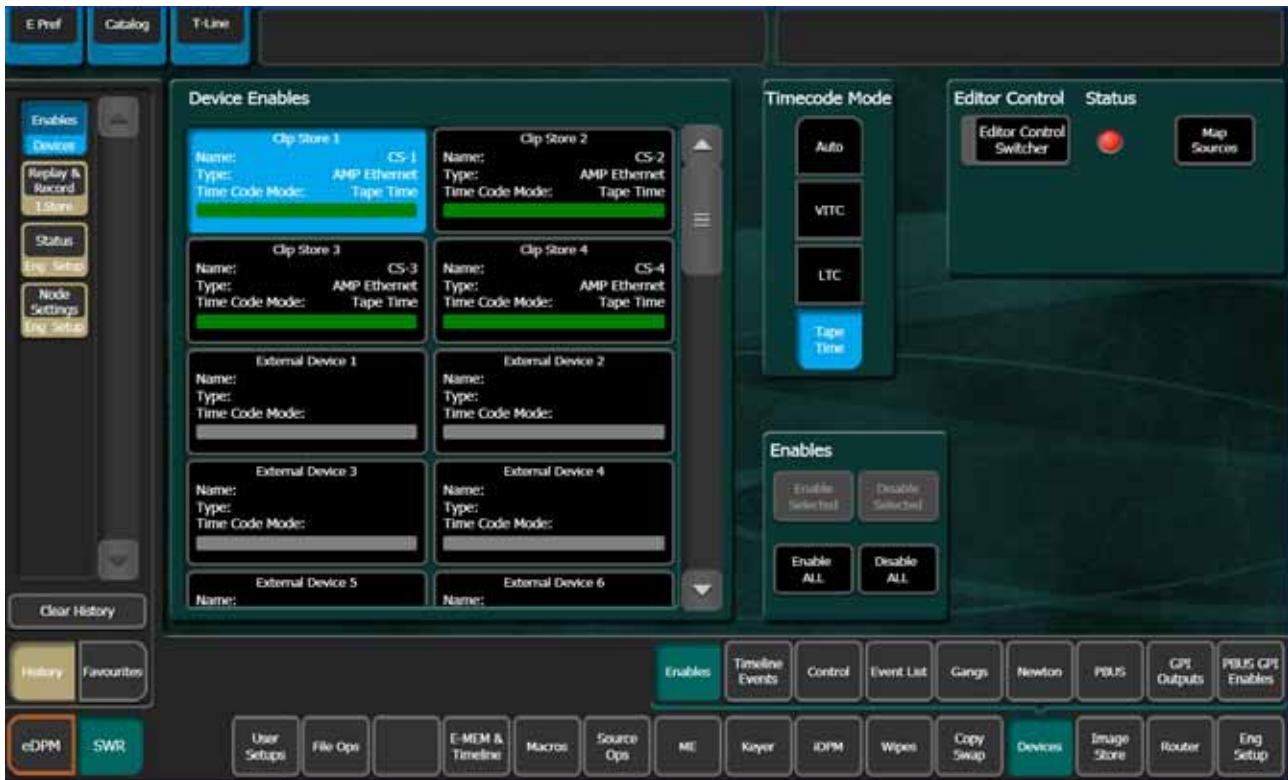 E Pref
Catalog
T-Line
Enables
Devices
Replay &
Record
I.Store
Status
Eng Setup
Node
Settings
Eng Setup
Clear History
History
Favourites
eDPM
SWR
Device Enables
Clip Store 1
Name: CS-1
Type: AMP Ethernet
Time Code Mode: Tape Time
Clip Store 2
Name: CS-2
Type: AMP Ethernet
Time Code Mode: Tape Time
Clip Store 3
Name: CS-3
Type: AMP Ethernet
Time Code Mode: Tape Time
Clip Store 4
Name: CS-4
Type: AMP Ethernet
Time Code Mode: Tape Time
External Device 1
Name:
Type:
Time Code Mode:
External Device 2
Name:
Type:
Time Code Mode:
External Device 3
Name:
Type:
Time Code Mode:
External Device 4
Name:
Type:
Time Code Mode:
External Device 5
Name:
External Device 6
Name:
Timecode Mode
Auto
VITC
LTC
Tape
Time
Editor Control
Status
Editor Control
Switcher
Map
Sources
Enables
Enable
Selected
Disable
Selected
Enable
ALL
Disable
ALL
Enables
Timeline
Events
Control
Event List
Gangs
Newton
PBUS
GPI
Outputs
PBUS GPI
Enables
User
Setups
File Ops
E-MEM &
Timeline
Macros
Source
Ops
ME
Keyer
iDPM
Wipes
Copy
Swap
Devices
Image
Store
Router
Eng
Setup